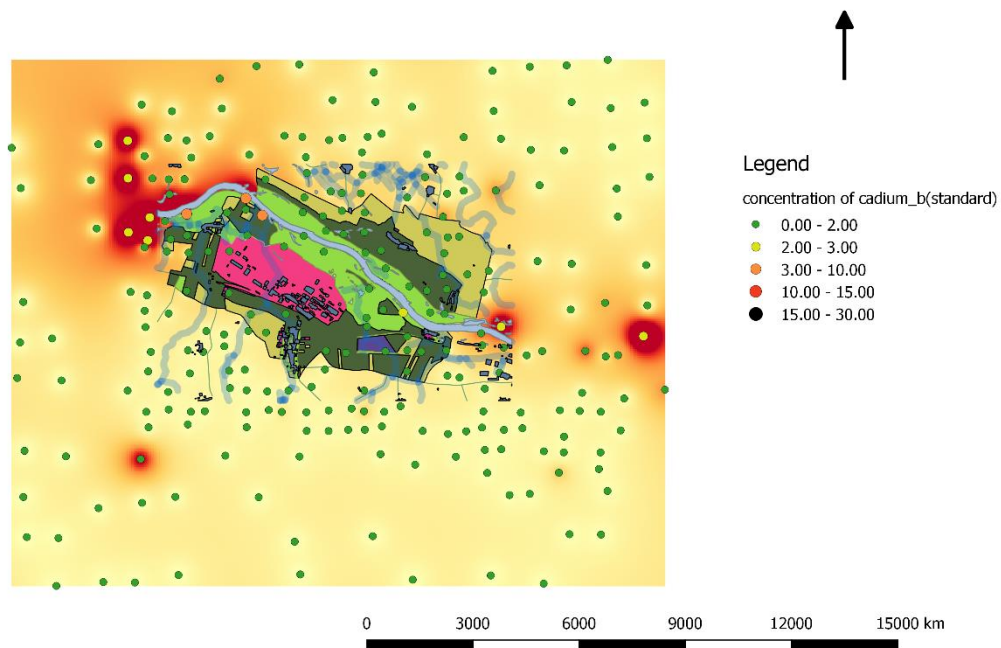 Legend
concentration of cadium_b(standard)
0.00 - 2.00
2.00 - 3.00
3.00 - 10.00
10.00 - 15.00
15.00 - 30.00
0 3000 6000 9000 12000 15000 km